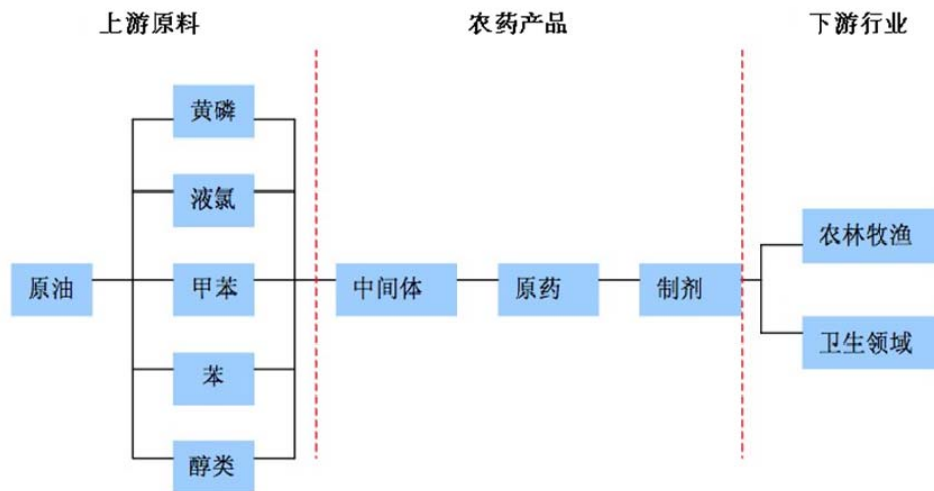 上游原料
农药产品
下游行业
原油
黄磷
液氯
甲苯
苯
醇类
中间体
原药
制剂
农林牧渔
卫生领域